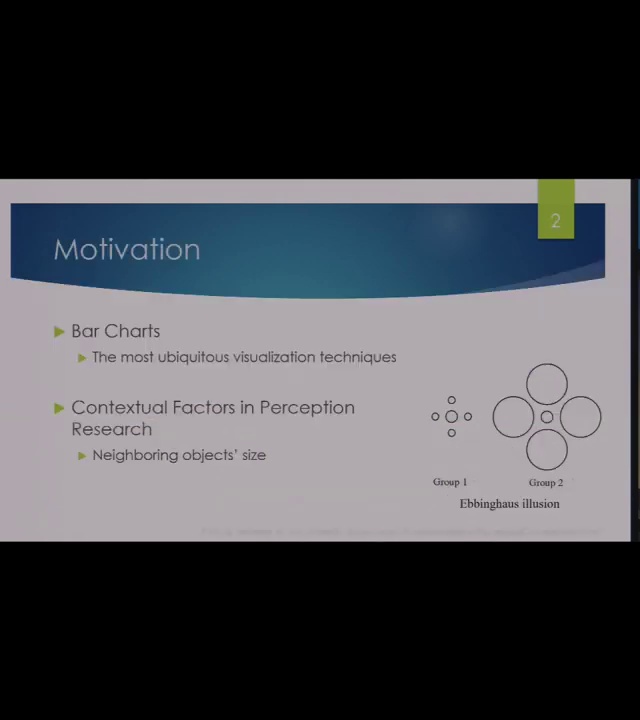 2
Motivation
Bar Charts
The most ubiquitous visualization techniques
Contextual Factors in Perception
Research
Neighboring objects' size
Group 1
Group 2
Ebbinghaus illusion